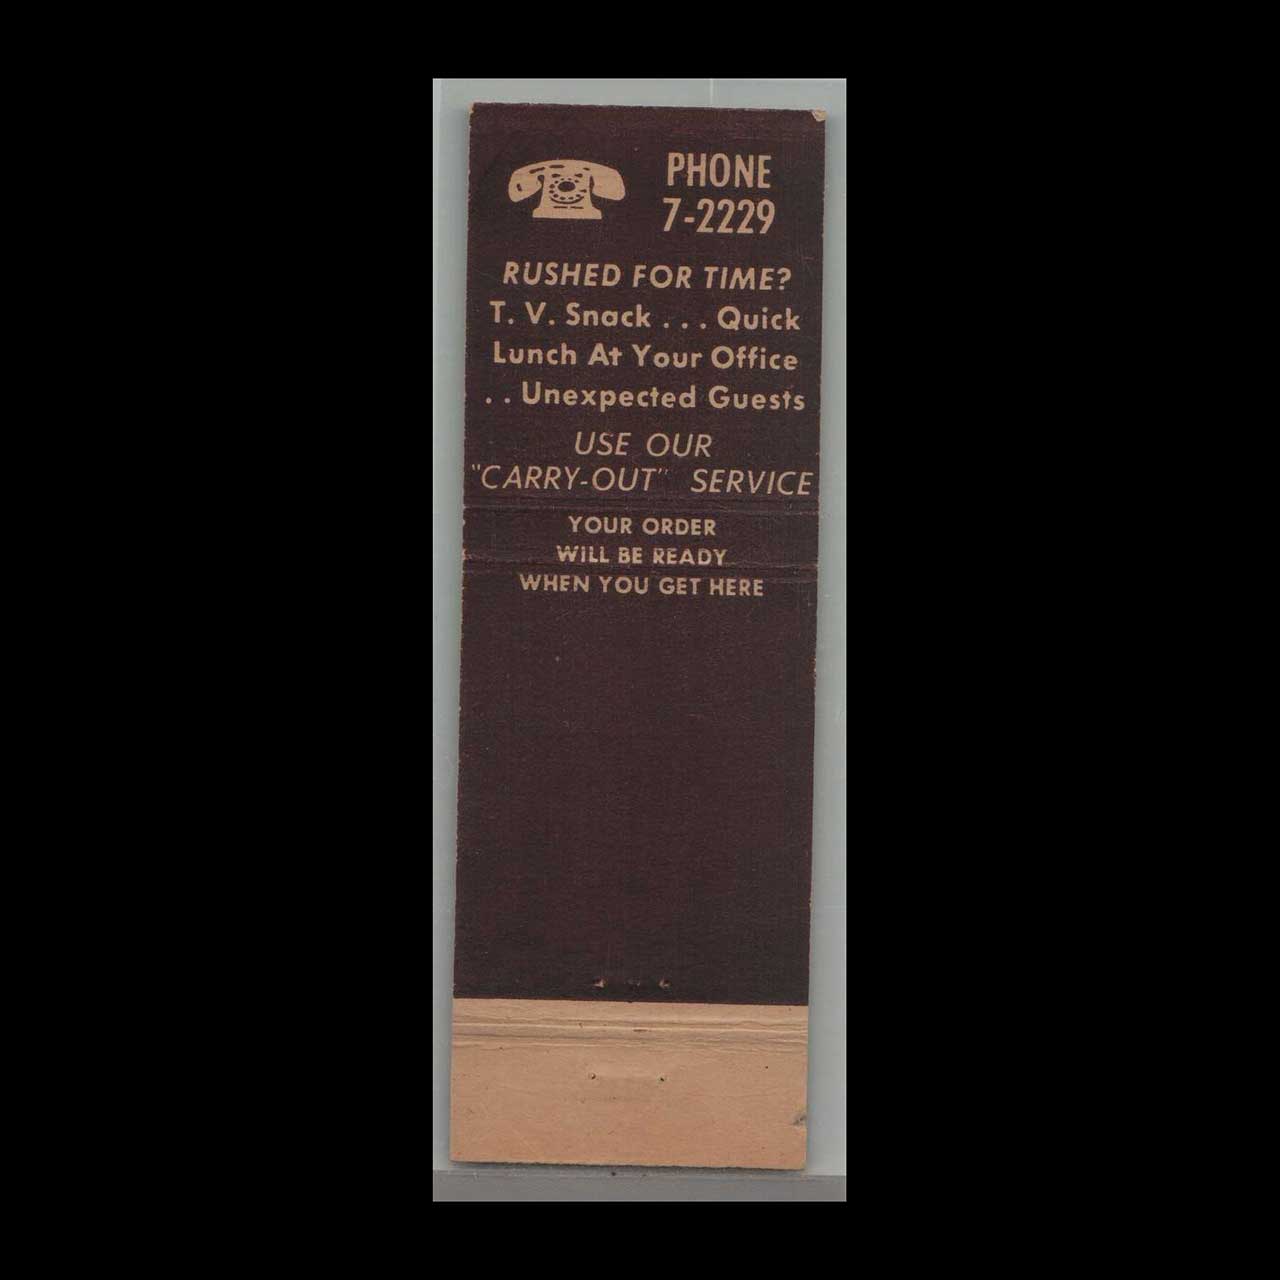 PHONE
7-2229
RUSHED FOR TIME?
T. V. Snack . . . Quick
Lunch At Your Office
. . Unexpected Guests
USE OUR
"CARRY-OUT" SERVICE
YOUR ORDER
WILL BE READY
WHEN YOU GET HERE